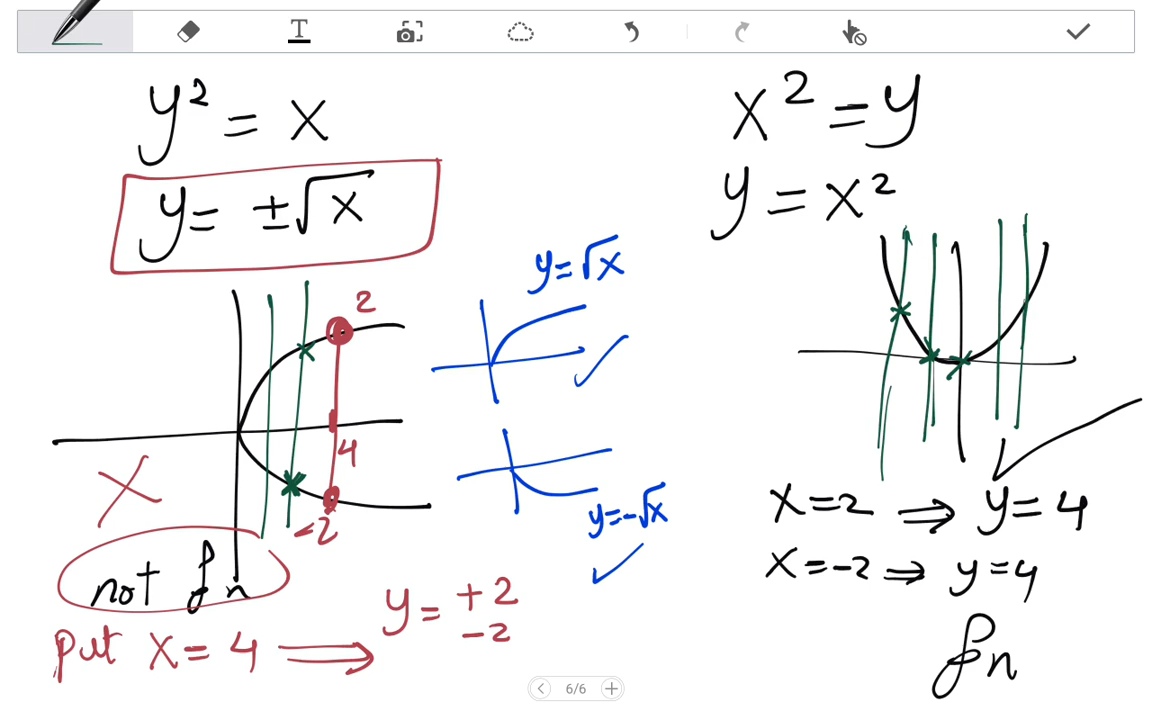 T
y² = x
y = ±√x
2
4
-2
X
not fn
put x = 4 ⟹ y = +2
-2
y = √x
y = -√x
x² = y
y = x²
x = 2 ⟹ y = 4
x = -2 ⟹ y = 4
fn
6/6